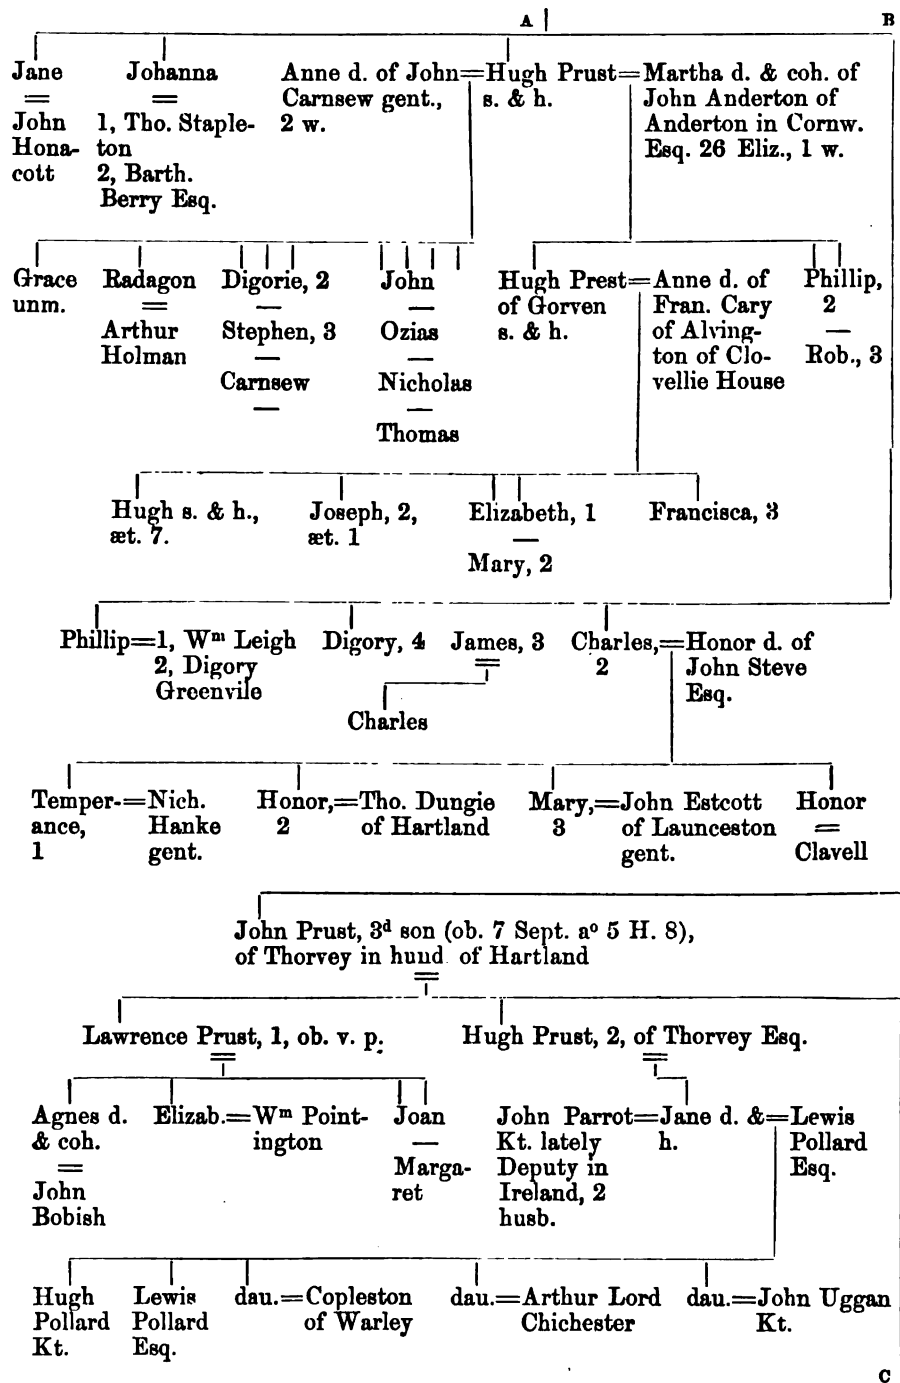 A B
Jane Johanna Anne d. of John=Hugh Prust= Martha d. & coh. of
= = Carnsew gent., s. & h. John Anderton of
John 1, Tho. Staple- 2 w. Anderton in Cornw.
Hona- ton Esq. 26 Eliz., 1 w.
cott 2, Barth.
Berry Esq.
Grace Radagon Digorie, 2 John Hugh Prest= Anne d. of Phillip,
unm. = — — of Gorven Fran. Cary 2
Arthur Stephen, 3 Ozias s. & h. of Alving- —
Holman — — ton of Clo- Rob., 3
Carnsew Nicholas vellie House
— —
Thomas
Hugh s. & h., Joseph, 2, Elizabeth, 1 Francisca, 3
æt. 7. æt. 1 —
Mary, 2
Phillip=1, Wm Leigh Digory, 4 James, 3 Charles,=Honor d. of
2, Digory = 2 John Steve
Greenvile Esq.
Charles
Temper-=Nich. Honor,=Tho. Dungie Mary,=John Estcott Honor
ance, Hanke 2 of Hartland 3 of Launceston =
1 gent. gent. Clavell
John Prust, 3d son (ob. 7 Sept. ao 5 H. 8),
of Thorvey in hund of Hartland
=
Lawrence Prust, 1, ob. v. p. Hugh Prust, 2, of Thorvey Esq.
= =
Agnes d. Elizab.=Wm Point- Joan John Parrot=Jane d. &=Lewis
& coh. ington — Kt. lately h. Pollard
= Marga- Deputy in Esq.
John ret Ireland, 2
Bobish husb.
Hugh Lewis dau.=Copleston dau.=Arthur Lord dau.=John Uggan
Pollard Pollard of Warley Chichester Kt.
Kt. Esq.
C